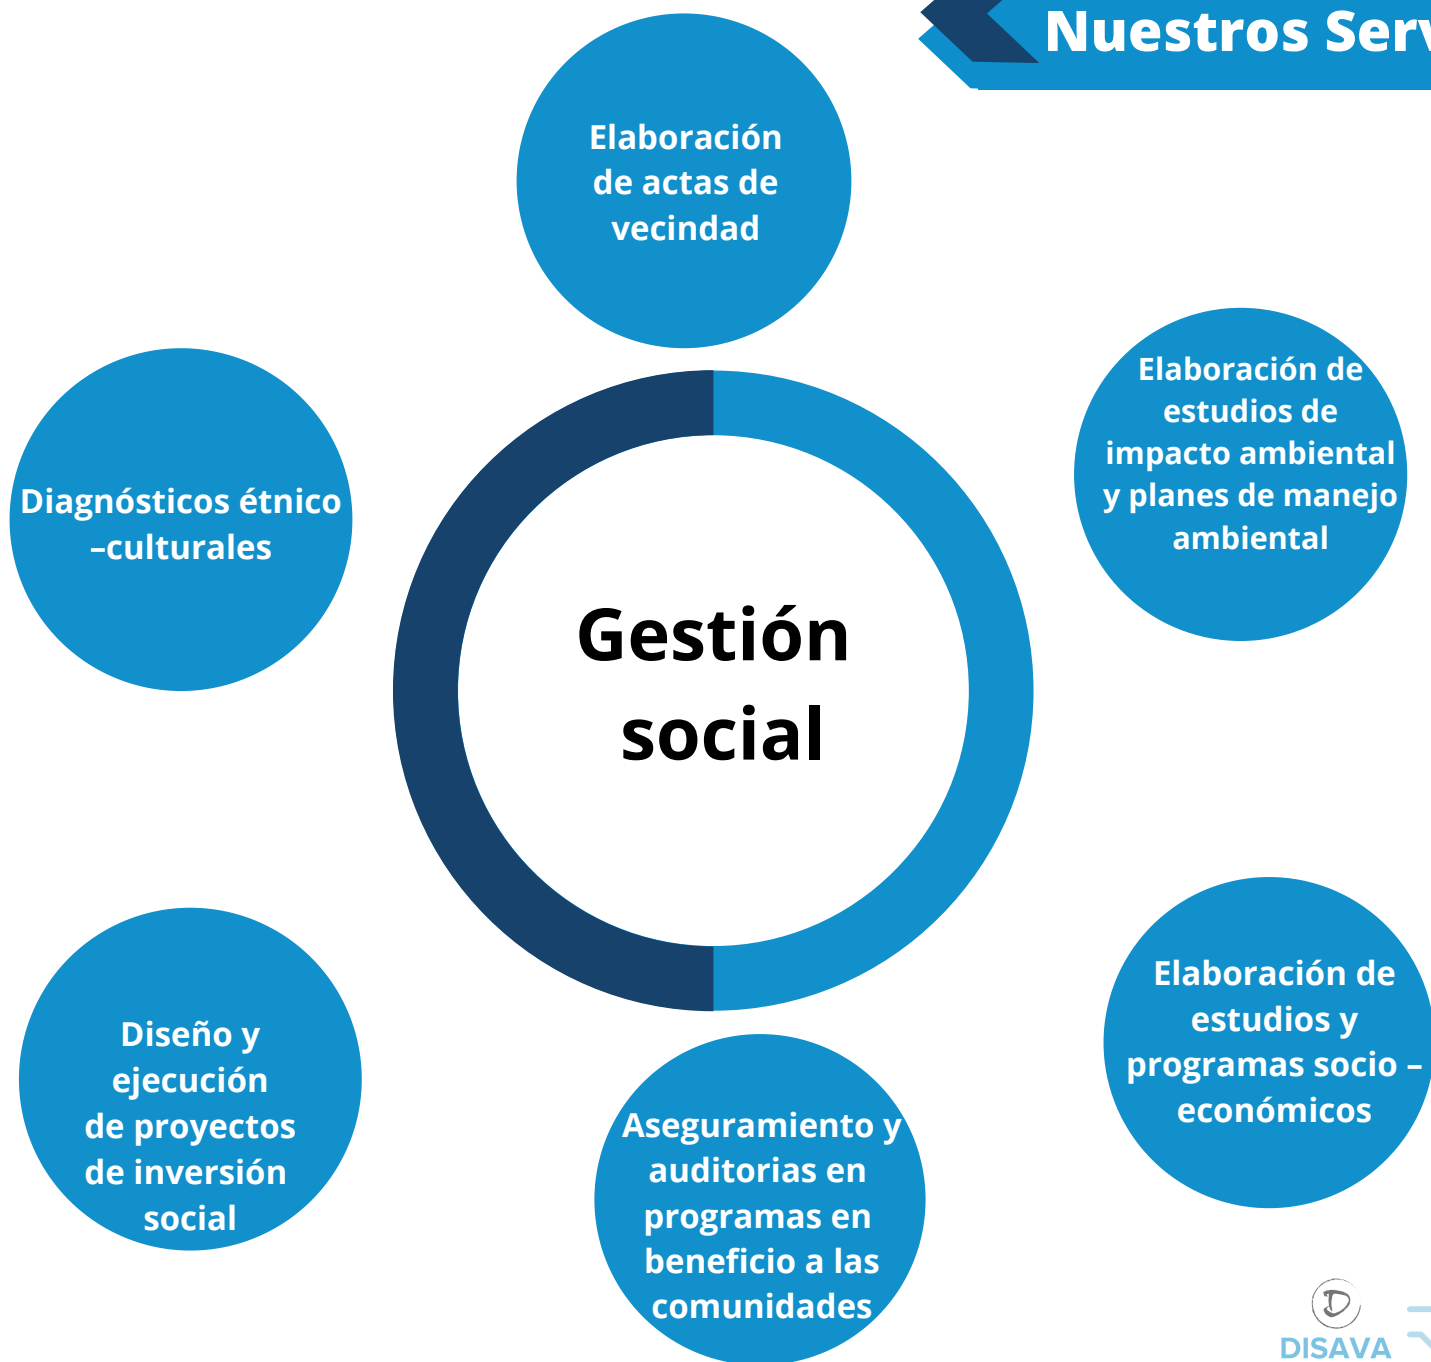 Nuestros Serv
Elaboración
de actas de
vecindad
Elaboración de
estudios de
impacto ambiental
y planes de manejo
ambiental
Diagnósticos étnico
–culturales
Gestión
social
Elaboración de
estudios y
programas socio –
económicos
Diseño y
ejecución
de proyectos
de inversión
social
Aseguramiento y
auditorias en
programas en
beneficio a las
comunidades
D
DISAVA